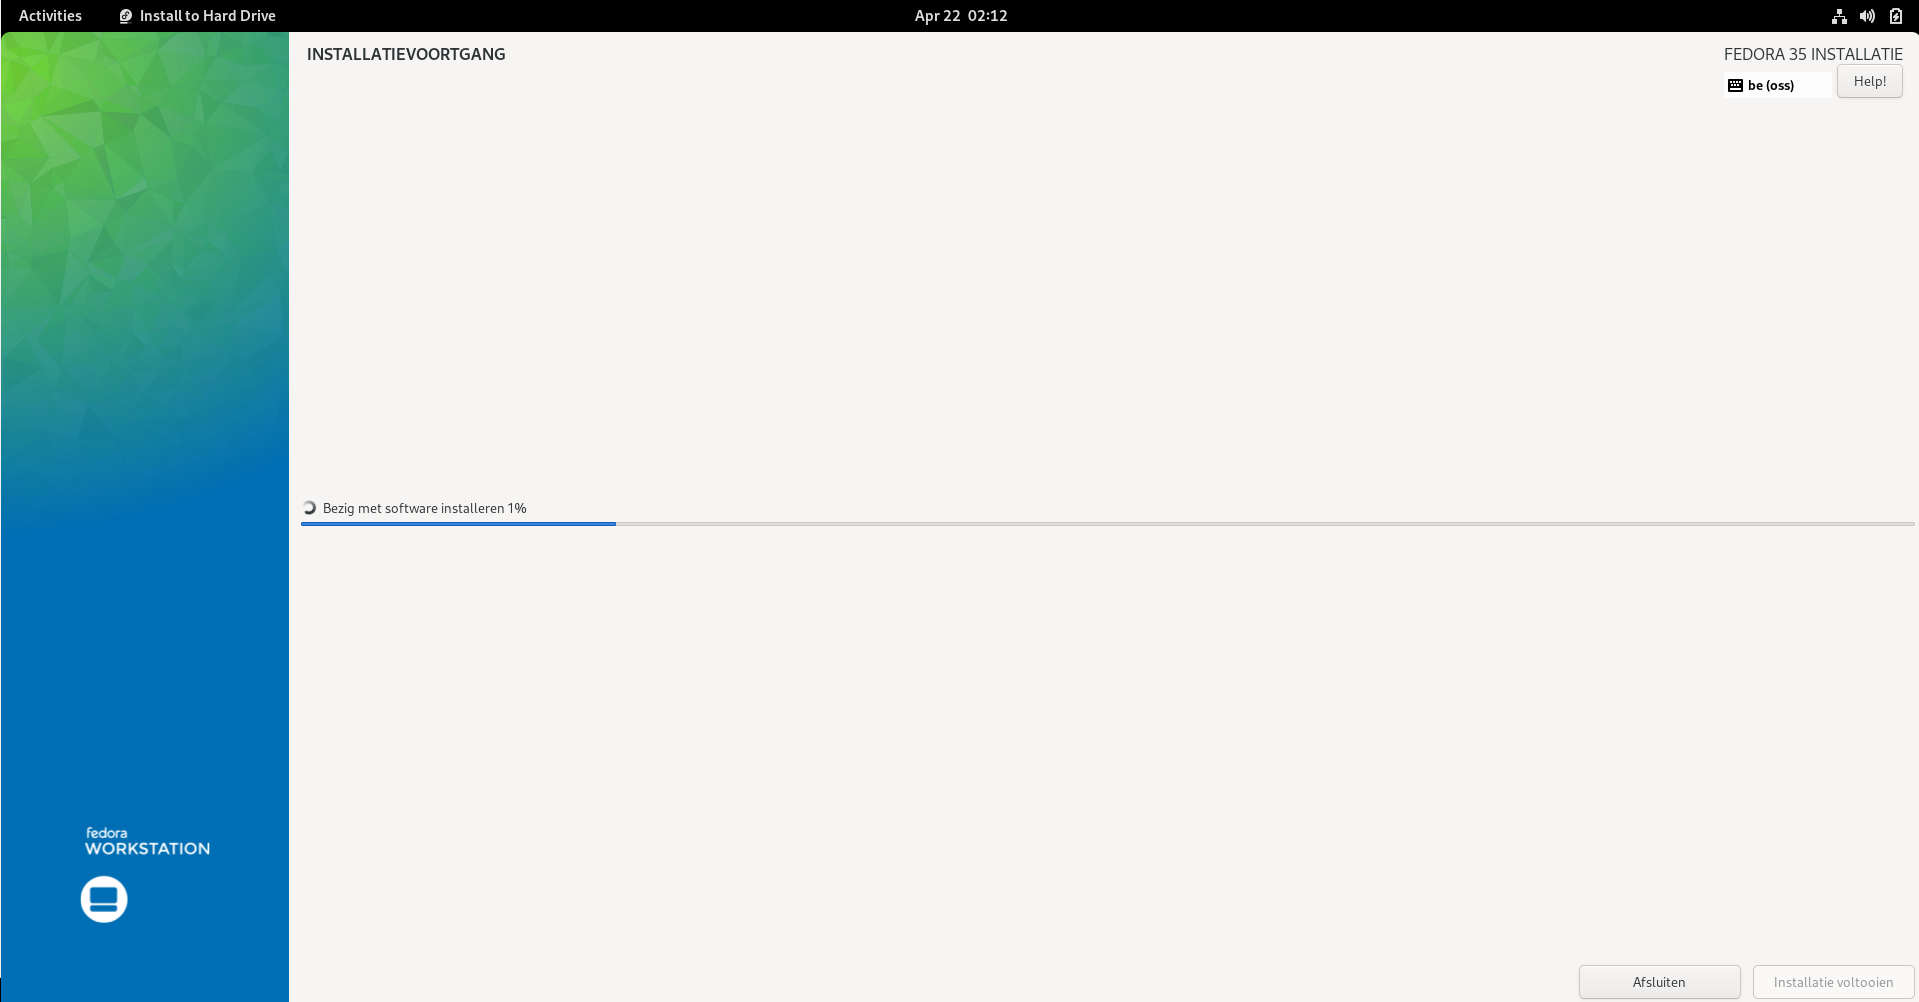 Activities Install to Hard Drive Apr 22 02:12
INSTALLATIEVOORTGANG
FEDORA 35 INSTALLATIE
be (oss) Help!
Bezig met software installeren 1%
fedora
WORKSTATION
Afsluiten Installatie voltooien